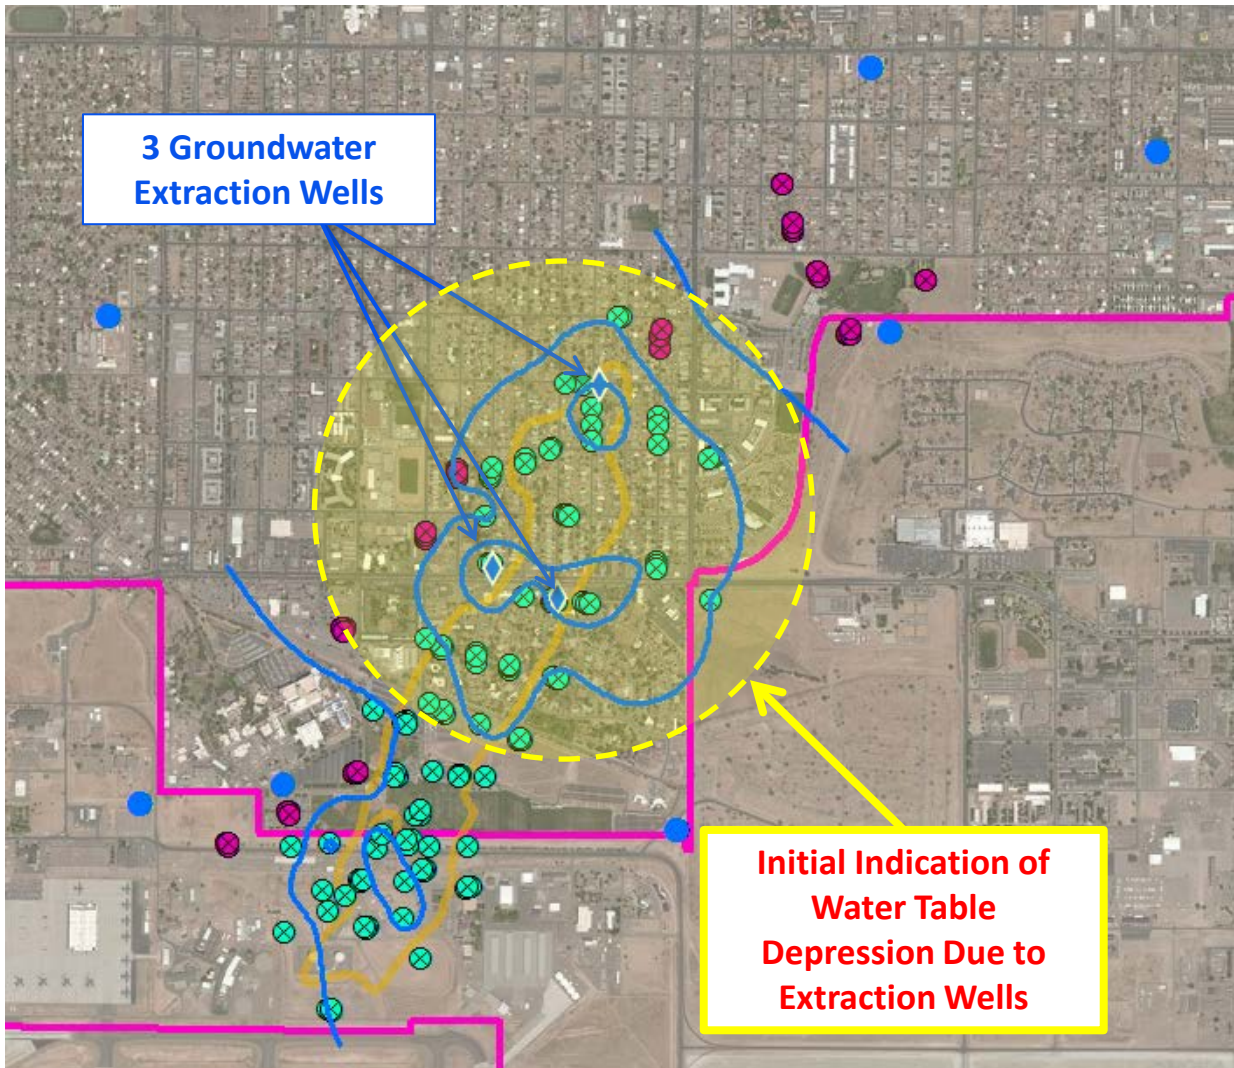 3 Groundwater
Extraction Wells
Initial Indication of
Water Table
Depression Due to
Extraction Wells